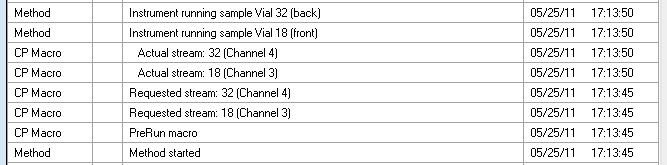 Method Instrument running sample Vial 32 (back) 05/25/11 17:13:50
Method Instrument running sample Vial 18 (front) 05/25/11 17:13:50
CP Macro Actual stream: 32 (Channel 4) 05/25/11 17:13:50
CP Macro Actual stream: 18 (Channel 3) 05/25/11 17:13:50
CP Macro Requested stream: 32 (Channel 4) 05/25/11 17:13:45
CP Macro Requested stream: 18 (Channel 3) 05/25/11 17:13:45
CP Macro PreRun macro 05/25/11 17:13:45
Method Method started 05/25/11 17:13:45